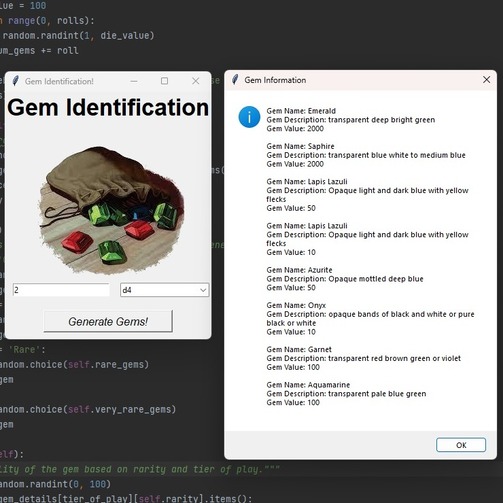 lue = 100
range(0, rolls):
random.randint(1, die_value)
um_gems += roll
Gem Identification!
Gem Identification
2
d4
Generate Gems!
Gem Information
Gem Name: Emerald
Gem Description: transparent deep bright green
Gem Value: 2000
Gem Name: Saphire
Gem Description: transparent blue white to medium blue
Gem Value: 2000
Gem Name: Lapis Lazuli
Gem Description: Opaque light and dark blue with yellow
flecks
Gem Value: 50
Gem Name: Lapis Lazuli
Gem Description: Opaque light and dark blue with yellow
flecks
Gem Value: 10
Gem Name: Azurite
Gem Description: Opaque mottled deep blue
Gem Value: 50
Gem Name: Onyx
Gem Description: opaque bands of black and white or pure
black or white
Gem Value: 10
Gem Name: Garnet
Gem Description: transparent red brown green or violet
Gem Value: 100
Gem Name: Aquamarine
Gem Description: transparent pale blue green
Gem Value: 100
OK
= 'Rare':
andom.choice(self.rare_gems)
gem
andom.choice(self.very_rare_gems)
gem
elf):
lity of the gem based on rarity and tier of play."""
andom.randint(0, 100)
gem_details[tier_of_play][self.rarity].items():